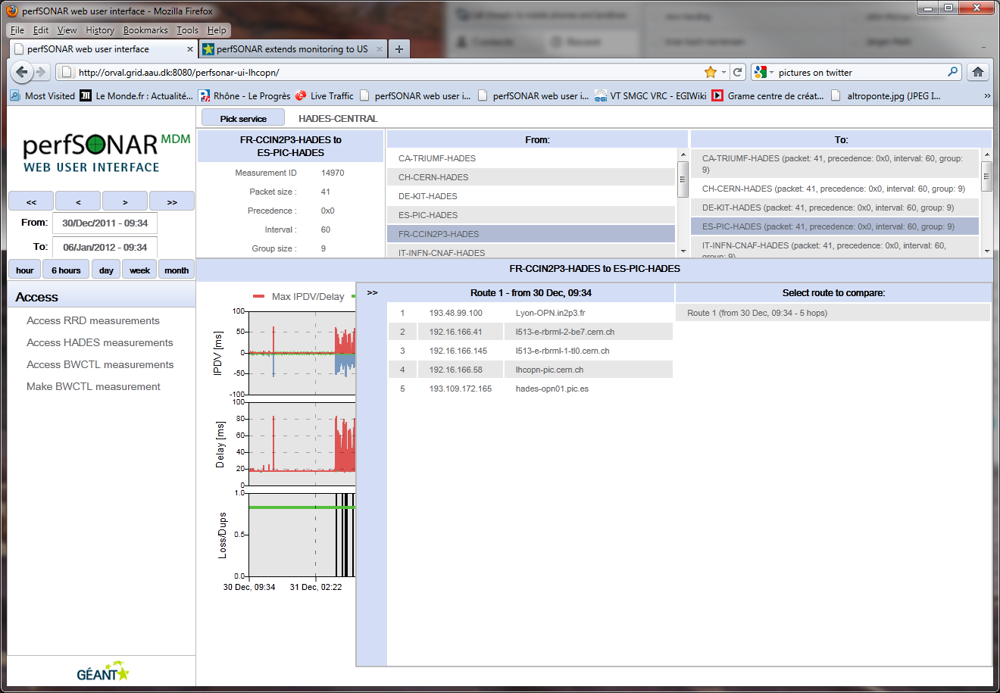 perfSONAR web user interface - Mozilla Firefox
File Edit View History Bookmarks Tools Help
perfSONAR web user interface
perfSONAR extends monitoring to US
http://orval.grid.aau.dk:8080/perfsonar-ui-lhcopn/
pictures on twitter
Most Visited Le Monde.fr : Actualité... Rhône - Le Progrès Live Traffic perfSONAR web user i... perfSONAR web user i... VT SMGC VRC - EGIWiki Grame centre de créat... altroponte.jpg (JPEG I... »
perfSONAR MDM
WEB USER INTERFACE
<< < > >>
From: 30/Dec/2011 - 09:34
To: 06/Jan/2012 - 09:34
hour 6 hours day week month
Access
Access RRD measurements
Access HADES measurements
Access BWCTL measurements
Make BWCTL measurement
GÉANT
Pick service HADES-CENTRAL
FR-CCIN2P3-HADES to
ES-PIC-HADES
Measurement ID 14970
Packet size : 41
Precedence : 0x0
Interval : 60
Group size : 9
From:
CA-TRIUMF-HADES
CH-CERN-HADES
DE-KIT-HADES
ES-PIC-HADES
FR-CCIN2P3-HADES
IT-INFN-CNAF-HADES
To:
CA-TRIUMF-HADES (packet: 41, precedence: 0x0, interval: 60, group:
9)
CH-CERN-HADES (packet: 41, precedence: 0x0, interval: 60, group: 9)
DE-KIT-HADES (packet: 41, precedence: 0x0, interval: 60, group: 9)
ES-PIC-HADES (packet: 41, precedence: 0x0, interval: 60, group: 9)
IT-INFN-CNAF-HADES (packet: 41, precedence: 0x0, interval: 60,
group: 9)
FR-CCIN2P3-HADES to ES-PIC-HADES
Max IPDV/Delay
IPDV [ms]
100
50
0
-50
-100
Delay [ms]
100
80
60
40
20
0
Loss/Dups
1.0
0.5
0.0
30 Dec, 09:34 31 Dec, 02:22
>> Route 1 - from 30 Dec, 09:34
1 193.48.99.100 Lyon-OPN.in2p3.fr
2 192.16.166.41 l513-e-rbrml-2-be7.cern.ch
3 192.16.166.145 l513-e-rbrml-1-tl0.cern.ch
4 192.16.166.58 lhcopn-pic.cern.ch
5 193.109.172.165 hades-opn01.pic.es
Select route to compare:
Route 1 (from 30 Dec, 09:34 - 5 hops)